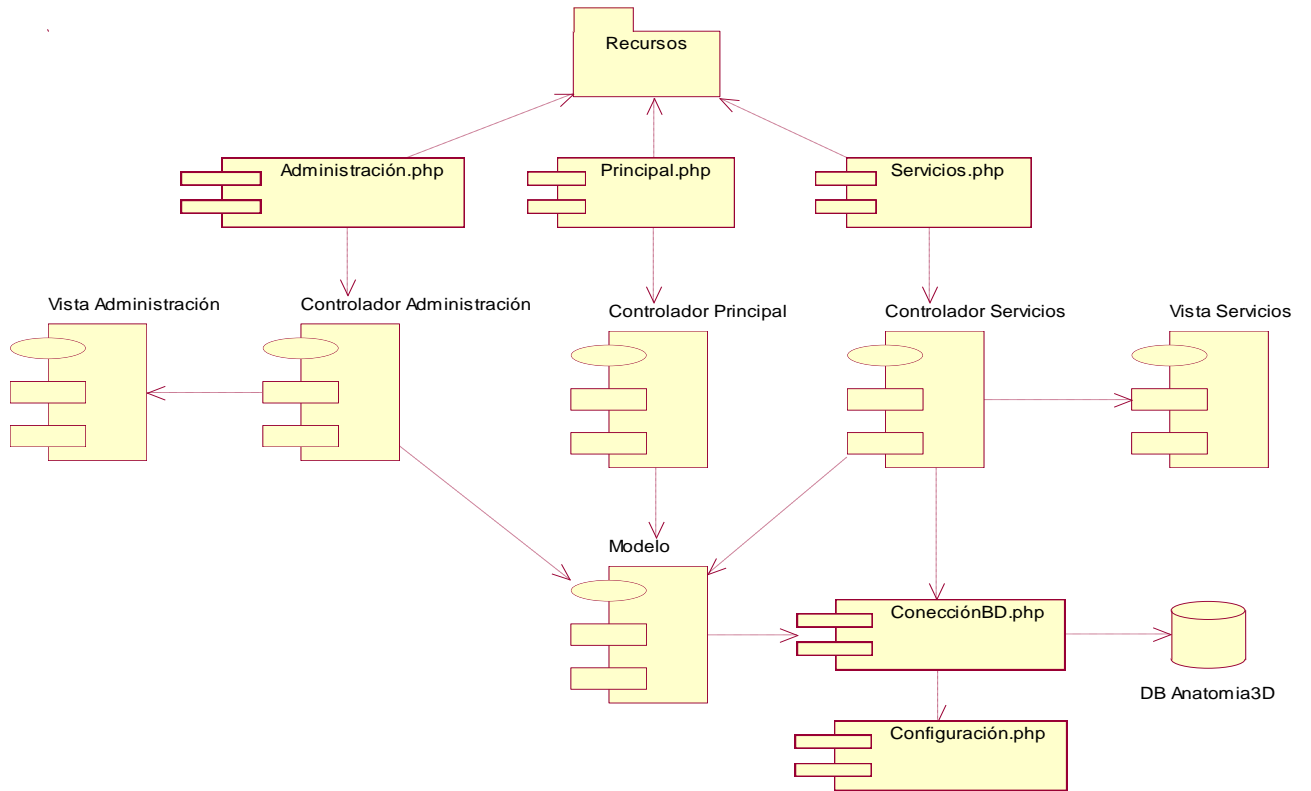 Recursos
Administración.php
Principal.php
Servicios.php
Vista Administración
Controlador Administración
Controlador Principal
Controlador Servicios
Vista Servicios
Modelo
ConecciónBD.php
DB Anatomia3D
Configuración.php